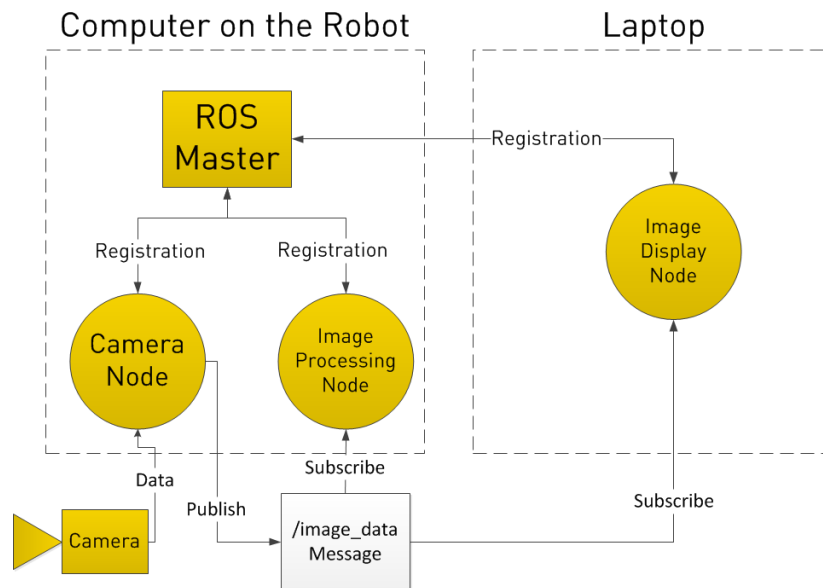 Computer on the Robot
Laptop
ROS
Master
Registration
Registration
Registration
Image
Display
Node
Camera
Node
Image
Processing
Node
Data
Publish
Subscribe
Subscribe
Camera
/image_data
Message